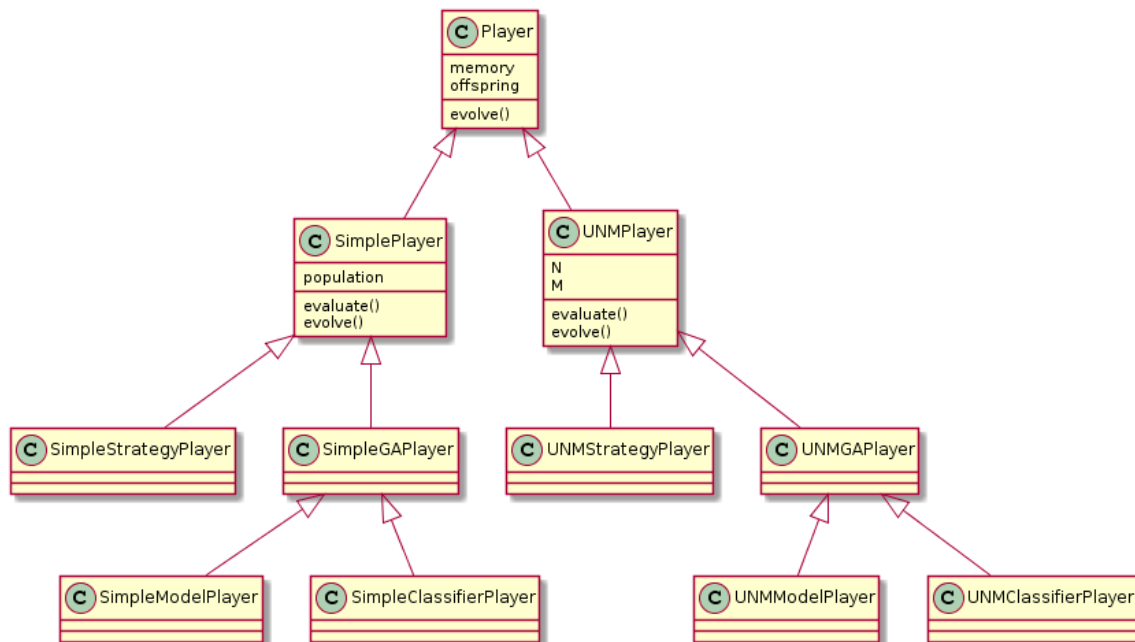 C Player
memory
offspring
evolve()
C SimplePlayer
population
evaluate()
evolve()
C UNMPlayer
N
M
evaluate()
evolve()
C SimpleStrategyPlayer
C SimpleGAPlayer
C UNMStrategyPlayer
C UNMGAPlayer
C SimpleModelPlayer
C SimpleClassifierPlayer
C UNMModelPlayer
C UNMClassifierPlayer